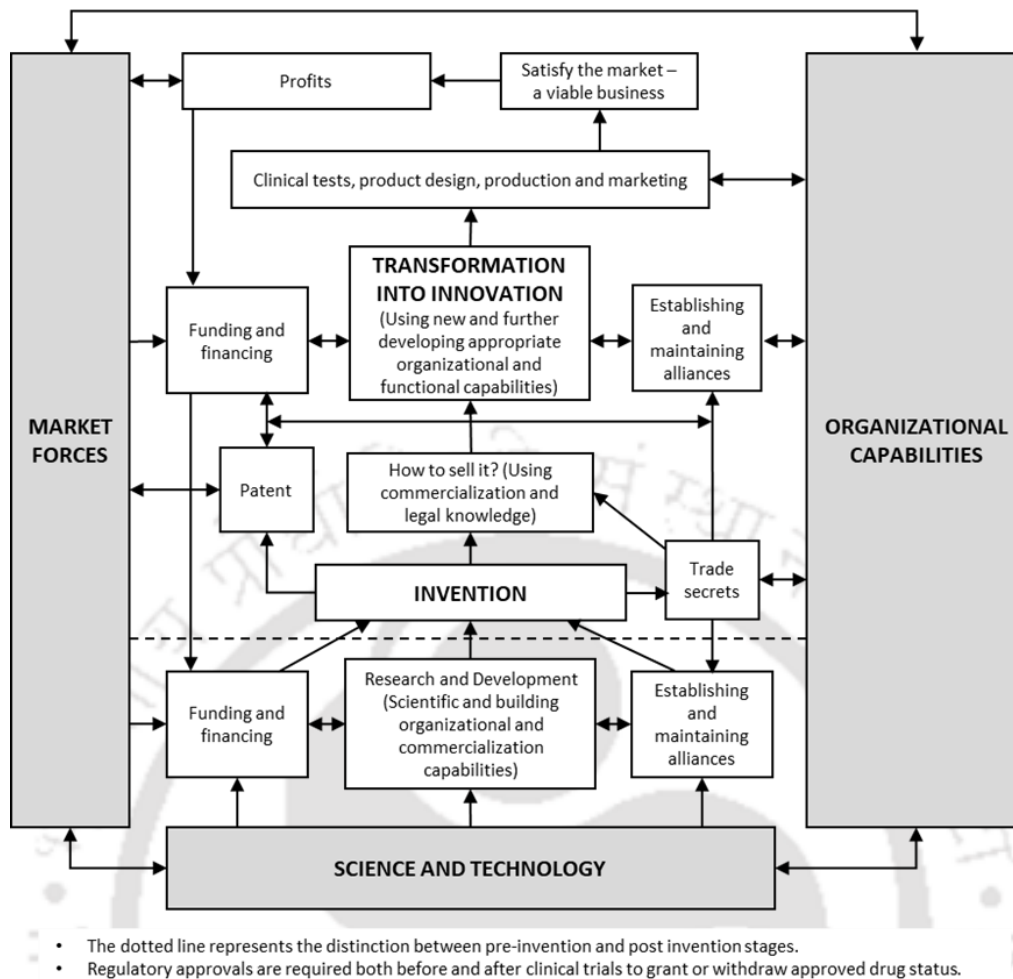 Profits
Satisfy the market –
a viable business
Clinical tests, product design, production and marketing
TRANSFORMATION
INTO INNOVATION
(Using new and further
developing appropriate
organizational and
functional capabilities)
Funding and
financing
Establishing
and
maintaining
alliances
MARKET
FORCES
ORGANIZATIONAL
CAPABILITIES
Patent
How to sell it? (Using
commercialization and
legal knowledge)
Trade
secrets
INVENTION
Funding and
financing
Research and Development
(Scientific and building
organizational and
commercialization
capabilities)
Establishing
and
maintaining
alliances
SCIENCE AND TECHNOLOGY
• The dotted line represents the distinction between pre-invention and post invention stages.
• Regulatory approvals are required both before and after clinical trials to grant or withdraw approved drug status.